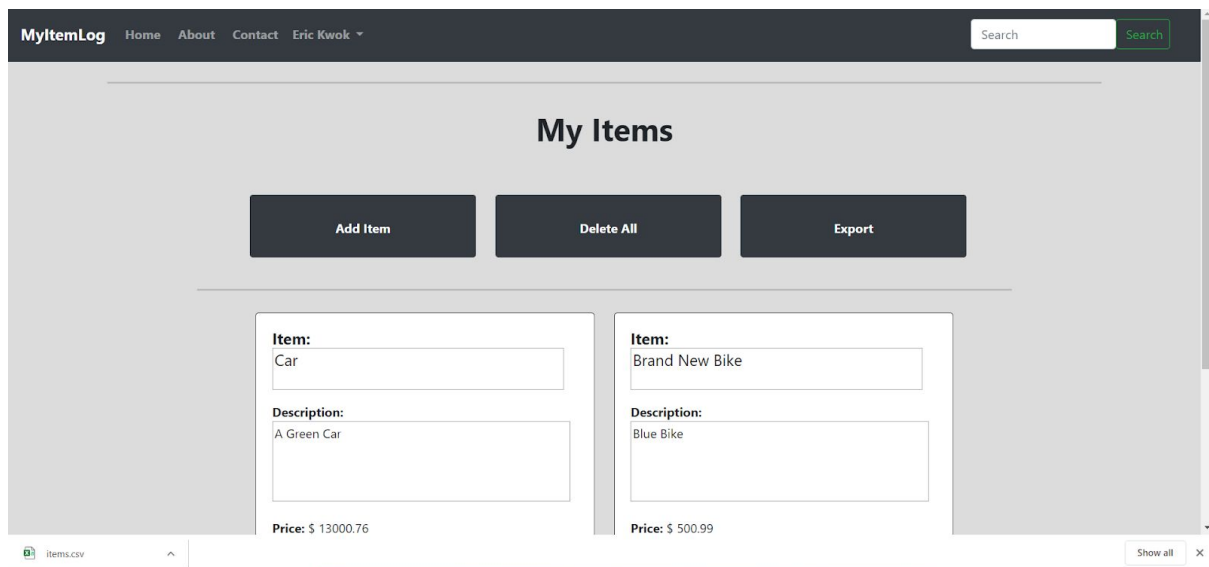 MyItemLog Home About Contact Eric Kwok Search Search
My Items
Add Item Delete All Export
Item:
Car
Description:
A Green Car
Price: $ 13000.76
Item:
Brand New Bike
Description:
Blue Bike
Price: $ 500.99
items.csv Show all